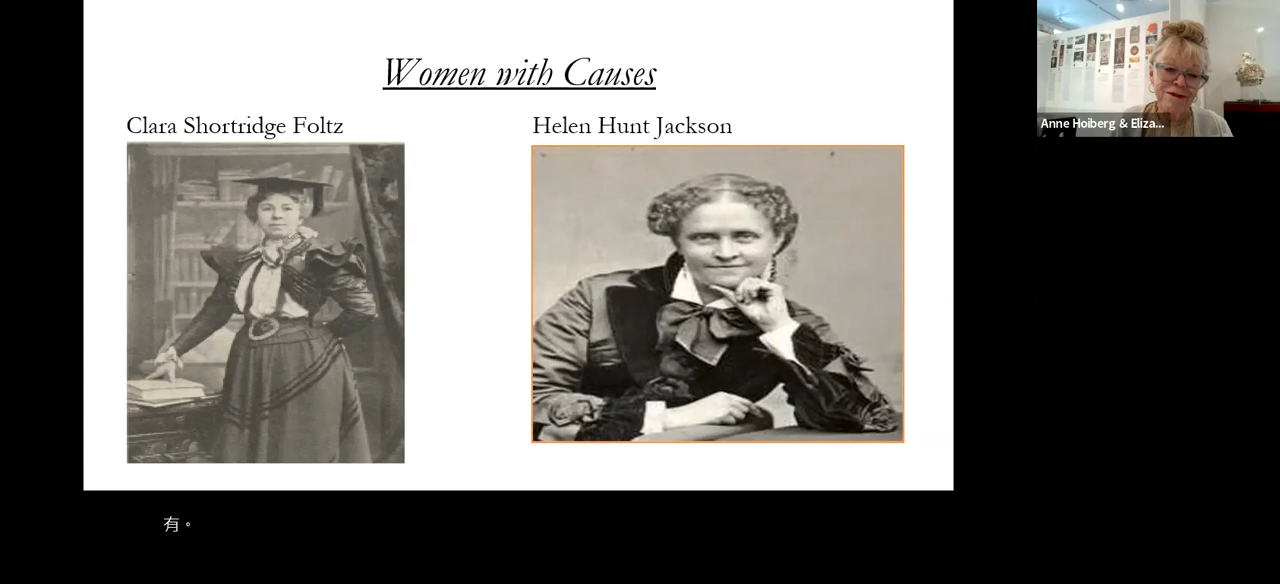 Women with Causes
Clara Shortridge Foltz
Helen Hunt Jackson
Anne Hoiberg & Eliza...
有。